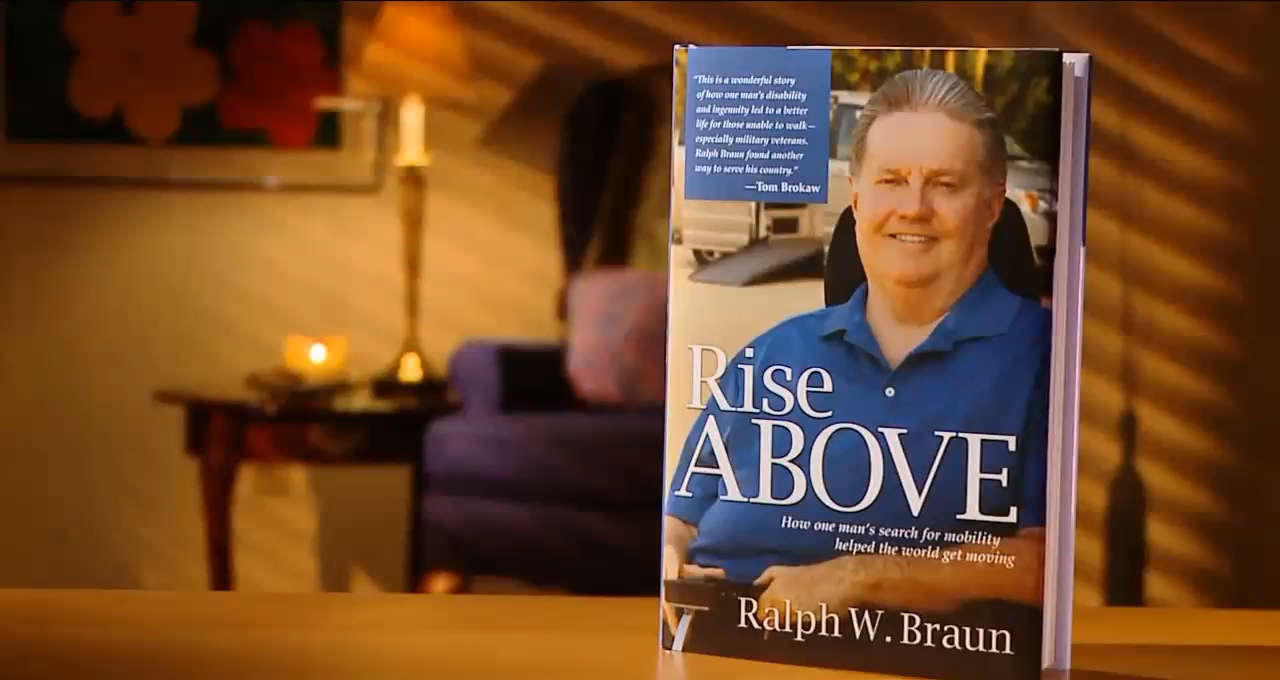 "This is a wonderful story
of how one man's disability
and ingenuity led to a better
life for those unable to walk—
especially military veterans.
Ralph Braun found another
way to serve his country."
—Tom Brokaw
Rise
ABOVE
How one man's search for mobility
helped the world get moving
Ralph W. Braun